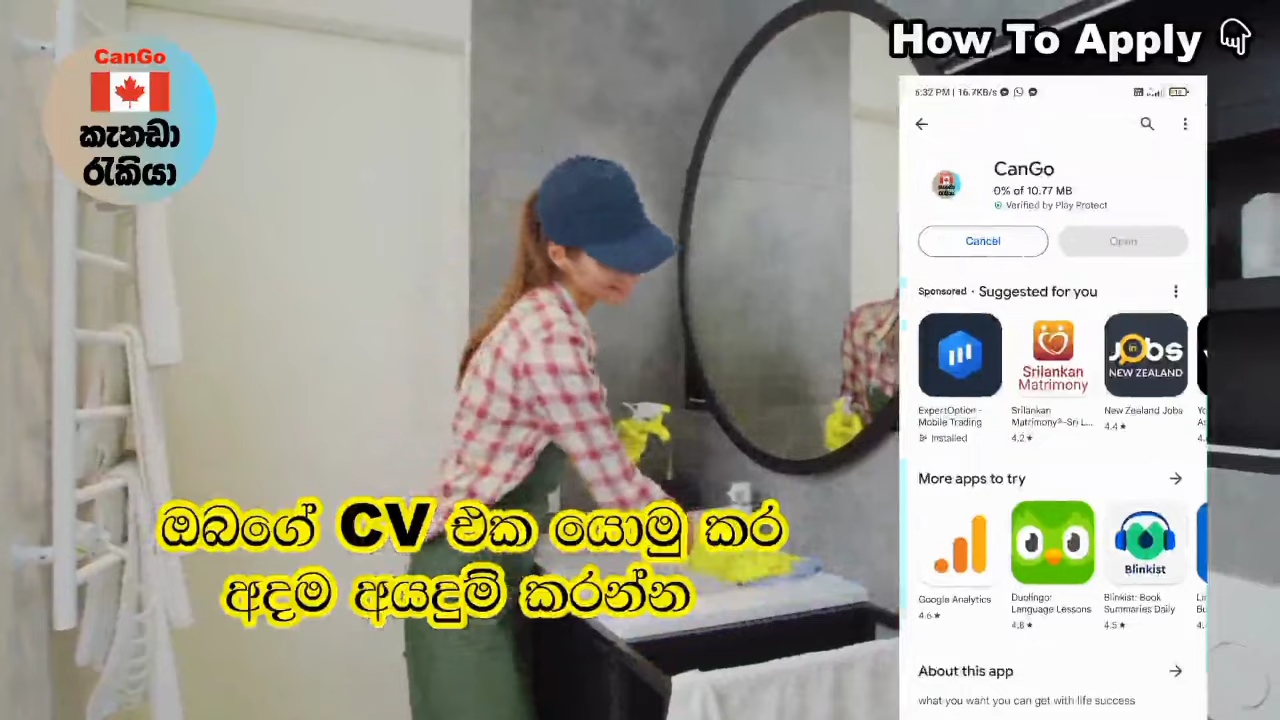 CanGo
කැනඩා
රැකියා
How To Apply
ඔබගේ CV එක යොමු කර
අදම අයදුම් කරන්න
6:32 PM | 16.7KB/s
CanGo
0% of 10.77 MB
Verified by Play Protect
Cancel
Open
Sponsored · Suggested for you
JObs
in
NEW ZEALAND
Srilankan
Matrimony
ExpertOption -
Mobile Trading
Installed
Srilankan
Matrimony®-Sri L...
4.2★
New Zealand Jobs
4.4★
More apps to try
Blinkist
Google Analytics
4.6★
Duolingo:
Language Lessons
4.8★
Blinkist: Book
Summaries Daily
4.5★
About this app
what you want you can get with life success